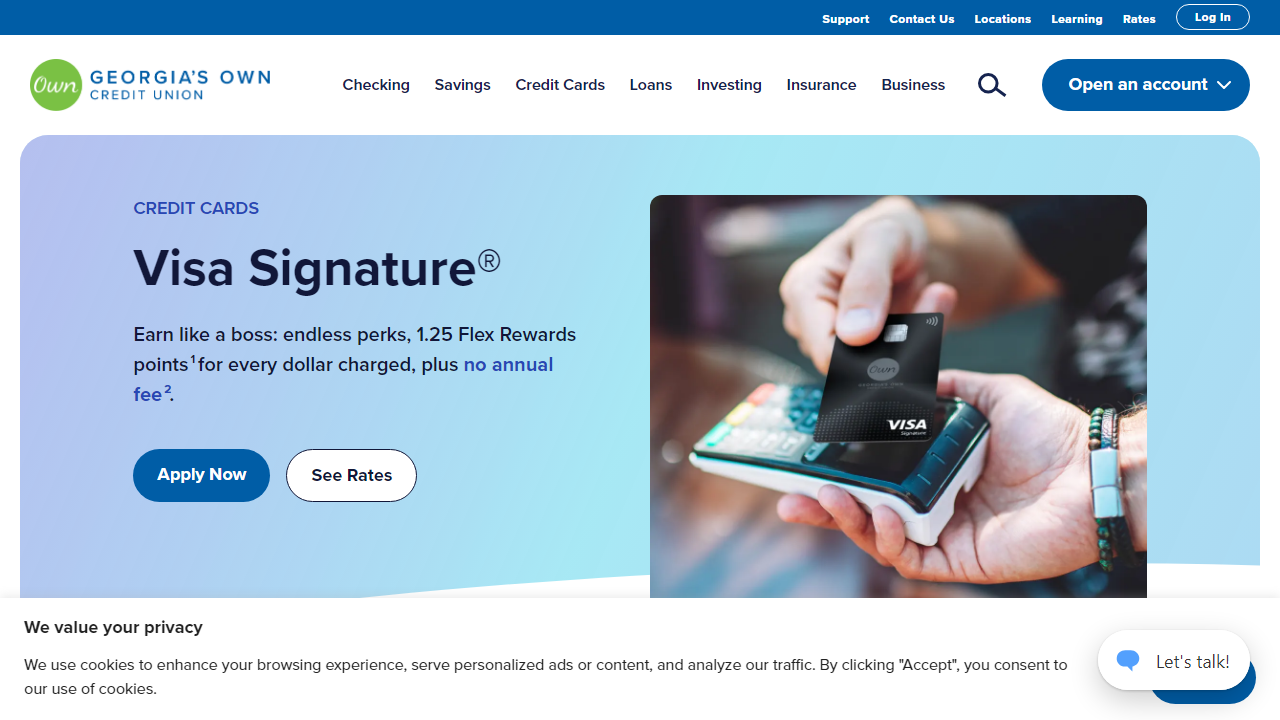 Support Contact Us Locations Learning Rates Log In
Own GEORGIA'S OWN
CREDIT UNION
Checking Savings Credit Cards Loans Investing Insurance Business
Open an account
CREDIT CARDS
Visa Signature®
Earn like a boss: endless perks, 1.25 Flex Rewards
points¹ for every dollar charged, plus no annual
fee².
Apply Now See Rates
Own
GEORGIA'S OWN
VISA
Signature
We value your privacy
We use cookies to enhance your browsing experience, serve personalized ads or content, and analyze our traffic. By clicking "Accept", you consent to
our use of cookies.
Let's talk!